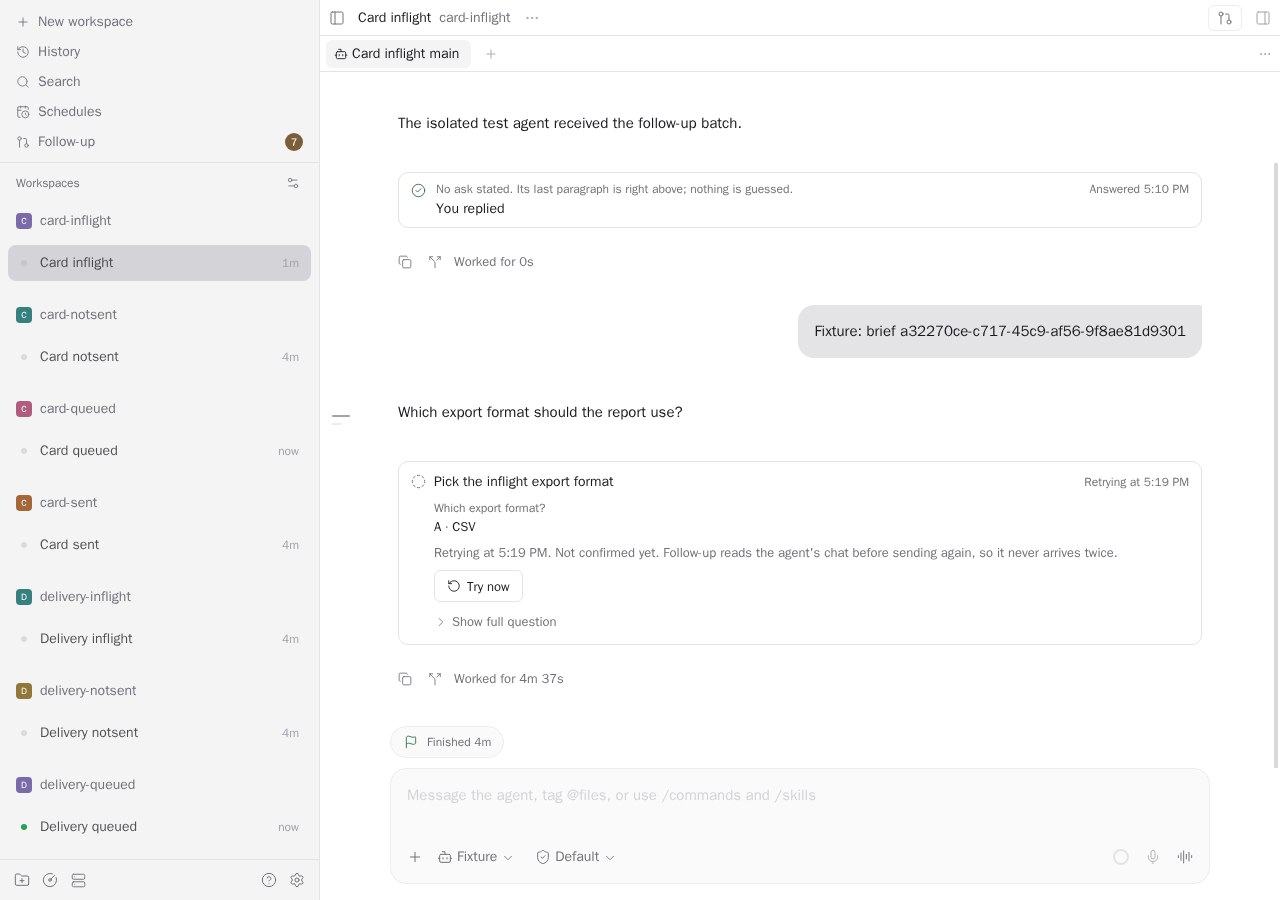 New workspace
History
Search
Schedules
Follow-up 7
Workspaces
C card-inflight
Card inflight 1m
C card-notsent
Card notsent 4m
C card-queued
Card queued now
C card-sent
Card sent 4m
D delivery-inflight
Delivery inflight 4m
D delivery-notsent
Delivery notsent 4m
D delivery-queued
Delivery queued now
Card inflight card-inflight
Card inflight main
The isolated test agent received the follow-up batch.
No ask stated. Its last paragraph is right above; nothing is guessed. Answered 5:10 PM
You replied
Worked for 0s
Fixture: brief a32270ce-c717-45c9-af56-9f8ae81d9301
Which export format should the report use?
Pick the inflight export format Retrying at 5:19 PM
Which export format?
A · CSV
Retrying at 5:19 PM. Not confirmed yet. Follow-up reads the agent's chat before sending again, so it never arrives twice.
Try now
Show full question
Worked for 4m 37s
Finished 4m
Message the agent, tag @files, or use /commands and /skills
Fixture Default